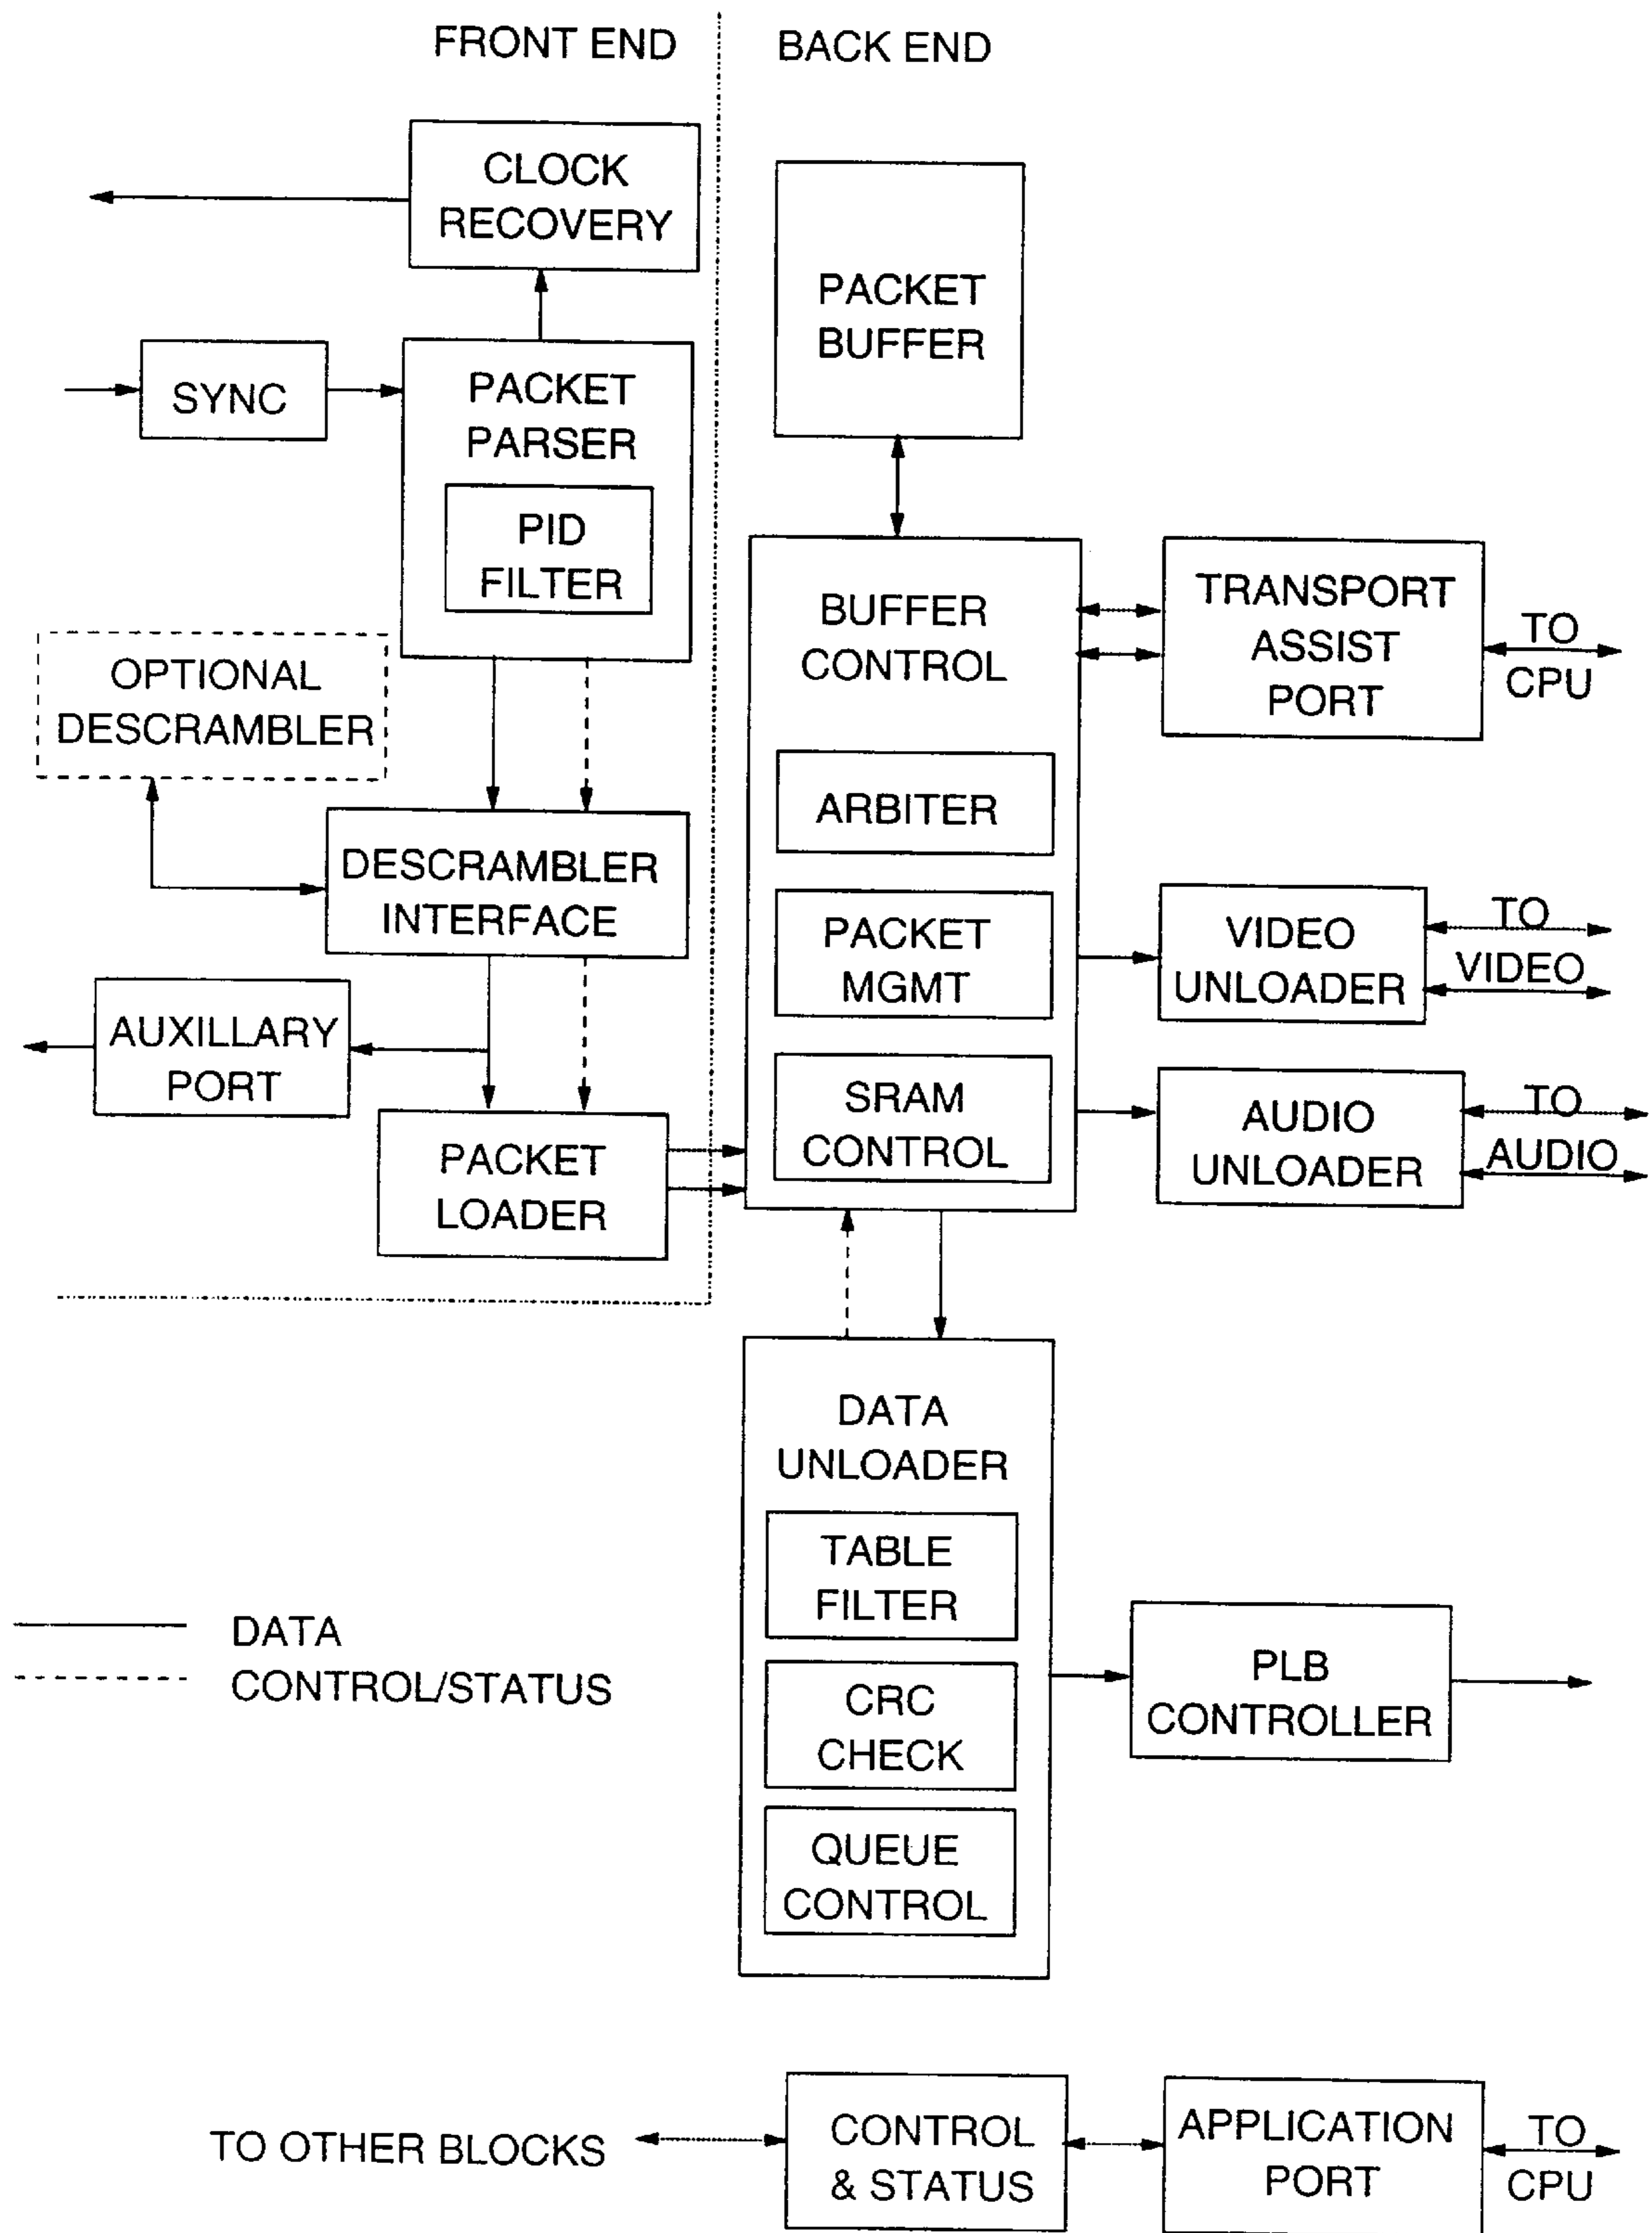 FRONT END
BACK END
CLOCK
RECOVERY
PACKET
BUFFER
SYNC
PACKET
PARSER
PID
FILTER
OPTIONAL
DESCRAMBLER
BUFFER
CONTROL
TRANSPORT
ASSIST
PORT
TO
CPU
ARBITER
DESCRAMBLER
INTERFACE
PACKET
MGMT
VIDEO
UNLOADER
TO
VIDEO
AUXILLARY
PORT
SRAM
CONTROL
AUDIO
UNLOADER
TO
AUDIO
PACKET
LOADER
DATA
UNLOADER
TABLE
FILTER
DATA
CONTROL/STATUS
CRC
CHECK
PLB
CONTROLLER
QUEUE
CONTROL
TO OTHER BLOCKS
CONTROL
& STATUS
APPLICATION
PORT
TO
CPU